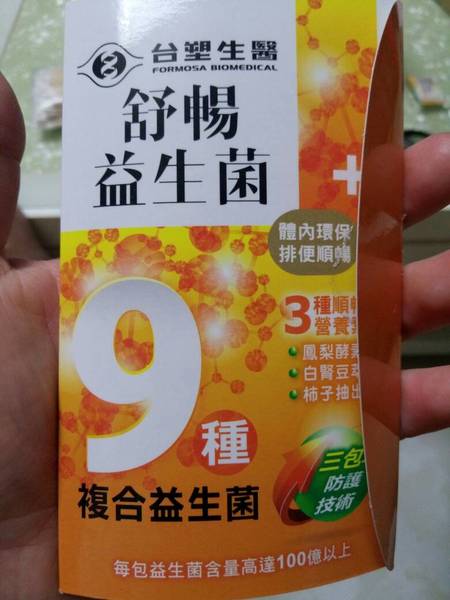 台塑生醫
FORMOSA BIOMEDICAL
舒暢
益生菌
+
體內環保
排便順暢
3種順暢
營養
鳳梨酵素
白腎豆萃
柿子抽出
9種
複合益生菌
三包
防護
技術
每包益生菌含量高達100億以上